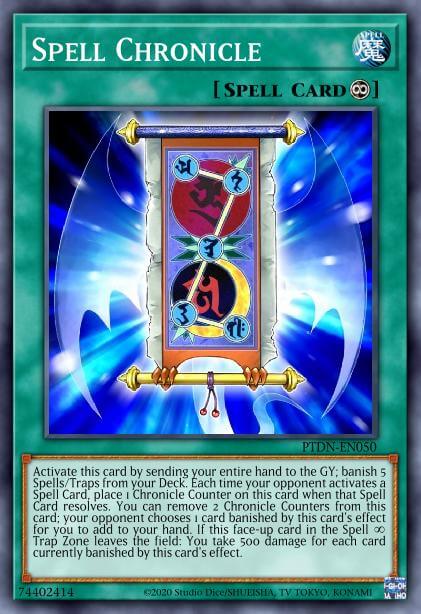 SPELL CHRONICLE
SPELL
魔
[SPELL CARD∞]
PTDN-EN050
Activate this card by sending your entire hand to the GY; banish 5
Spells/Traps from your Deck. Each time your opponent activates a
Spell Card, place 1 Chronicle Counter on this card when that Spell
Card resolves. You can remove 2 Chronicle Counters from this
card; your opponent chooses 1 card banished by this card's effect
for you to add to your hand. If this face-up card in the Spell &
Trap Zone leaves the field: You take 500 damage for each card
currently banished by this card's effect.
74402414
©2020 Studio Dice/SHUEISHA, TV TOKYO, KONAMI